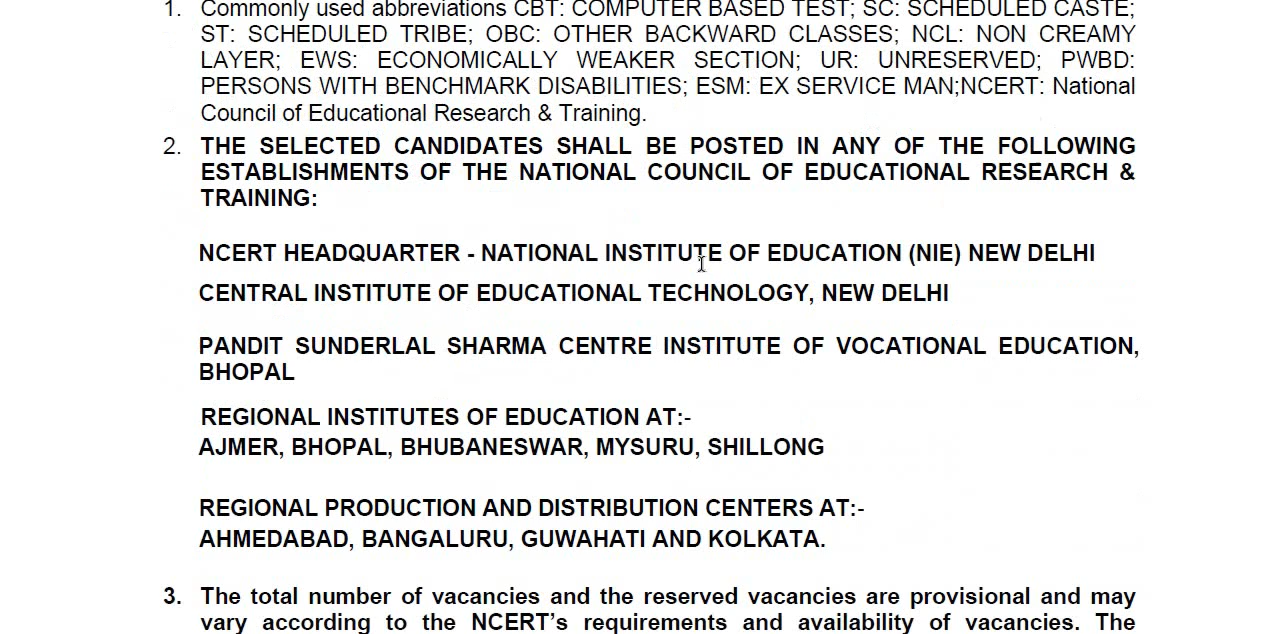 1. Commonly used abbreviations CBT: COMPUTER BASED TEST; SC: SCHEDULED CASTE;
ST: SCHEDULED TRIBE; OBC: OTHER BACKWARD CLASSES; NCL: NON CREAMY
LAYER; EWS: ECONOMICALLY WEAKER SECTION; UR: UNRESERVED; PWBD:
PERSONS WITH BENCHMARK DISABILITIES; ESM: EX SERVICE MAN;NCERT: National
Council of Educational Research & Training.
2. THE SELECTED CANDIDATES SHALL BE POSTED IN ANY OF THE FOLLOWING
ESTABLISHMENTS OF THE NATIONAL COUNCIL OF EDUCATIONAL RESEARCH &
TRAINING:
NCERT HEADQUARTER - NATIONAL INSTITUTE OF EDUCATION (NIE) NEW DELHI
CENTRAL INSTITUTE OF EDUCATIONAL TECHNOLOGY, NEW DELHI
PANDIT SUNDERLAL SHARMA CENTRE INSTITUTE OF VOCATIONAL EDUCATION,
BHOPAL
REGIONAL INSTITUTES OF EDUCATION AT:-
AJMER, BHOPAL, BHUBANESWAR, MYSURU, SHILLONG
REGIONAL PRODUCTION AND DISTRIBUTION CENTERS AT:-
AHMEDABAD, BANGALURU, GUWAHATI AND KOLKATA.
3. The total number of vacancies and the reserved vacancies are provisional and may
vary according to the NCERT’s requirements and availability of vacancies. The